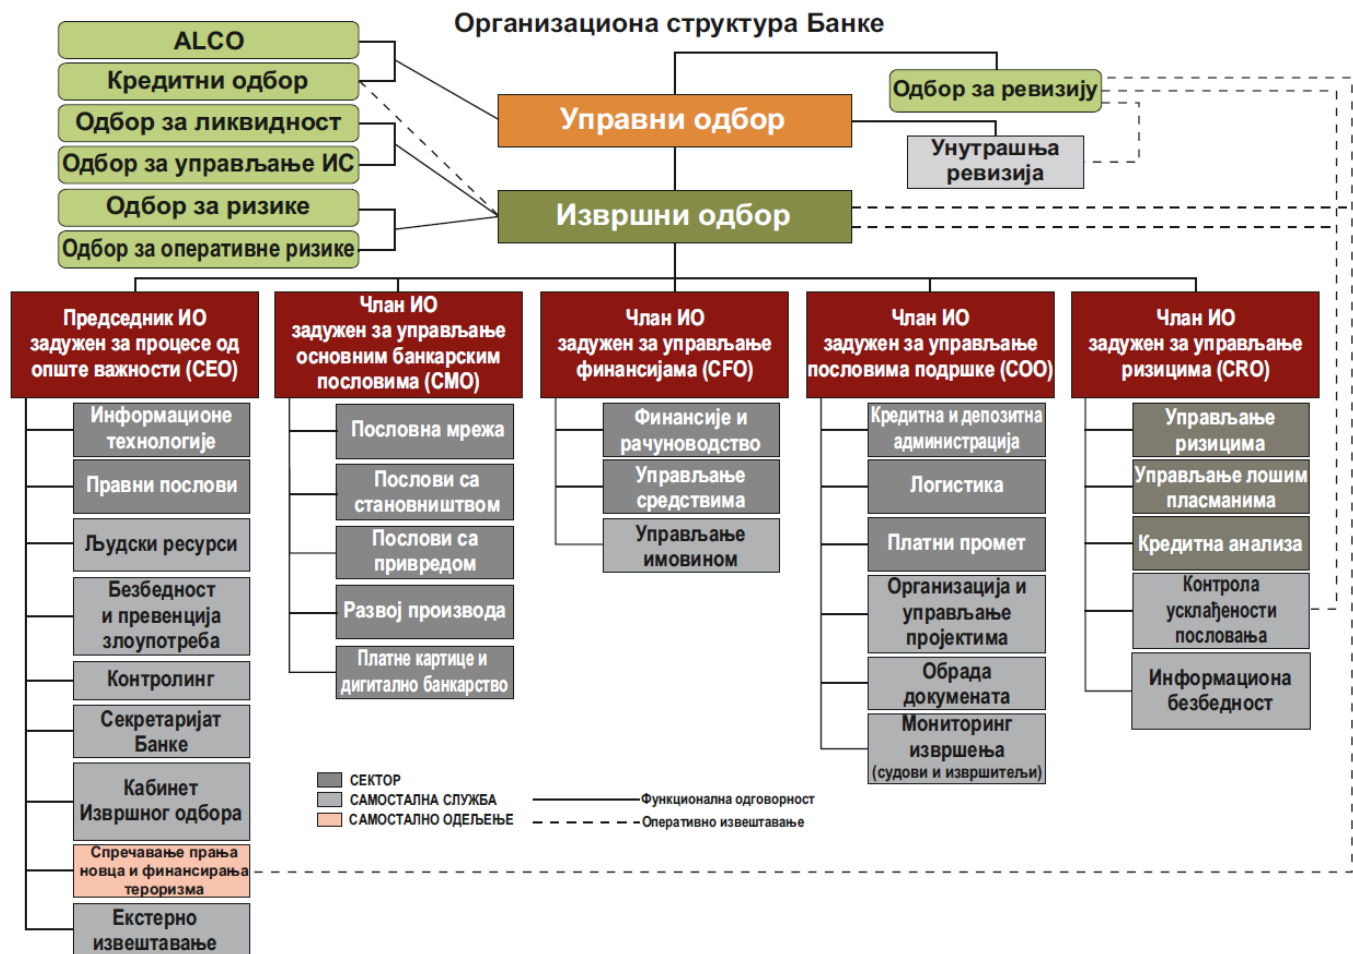 Организациона структура Банке
ALCO
Кредитни одбор
Одбор за ликвидност
Одбор за управљање ИС
Одбор за ризике
Одбор за оперативне ризике
Управни одбор
Извршни одбор
Одбор за ревизију
Унутрашња
ревизија
Председник ИО
задужен за процесе од
опште важности (CEO)
Информационе
технологије
Правни послови
Људски ресурси
Безбедност
и превенција
злоупотреба
Контролинг
Секретаријат
Банке
Кабинет
Извршног одбора
Спречавање прања
новца и финансирања
тероризма
Екстерно
извештавање
Члан ИО
задужен за управљање
основним банкарским
пословима (CMO)
Пословна мрежа
Послови са
становништвом
Послови са
привредом
Развој производа
Платне картице и
дигитално банкарство
Члан ИО
задужен за управљање
финансијама (CFO)
Финансије и
рачуноводство
Управљање
средствима
Управљање
имовином
Члан ИО
задужен за управљање
пословима подршке (COO)
Кредитна и депозитна
администрација
Логистика
Платни промет
Организација и
управљање
пројектима
Обрада
докумената
Мониторинг
извршења
(судови и извршитељи)
Члан ИО
задужен за управљање
ризицима (CRO)
Управљање
ризицима
Управљање лошим
пласманима
Кредитна анализа
Контрола
усклађености
пословања
Информациона
безбедност
СЕКТОР
САМОСТАЛНА СЛУЖБА
САМОСТАЛНО ОДЕЉЕЊЕ
Функционална одговорност
Оперативно извештавање